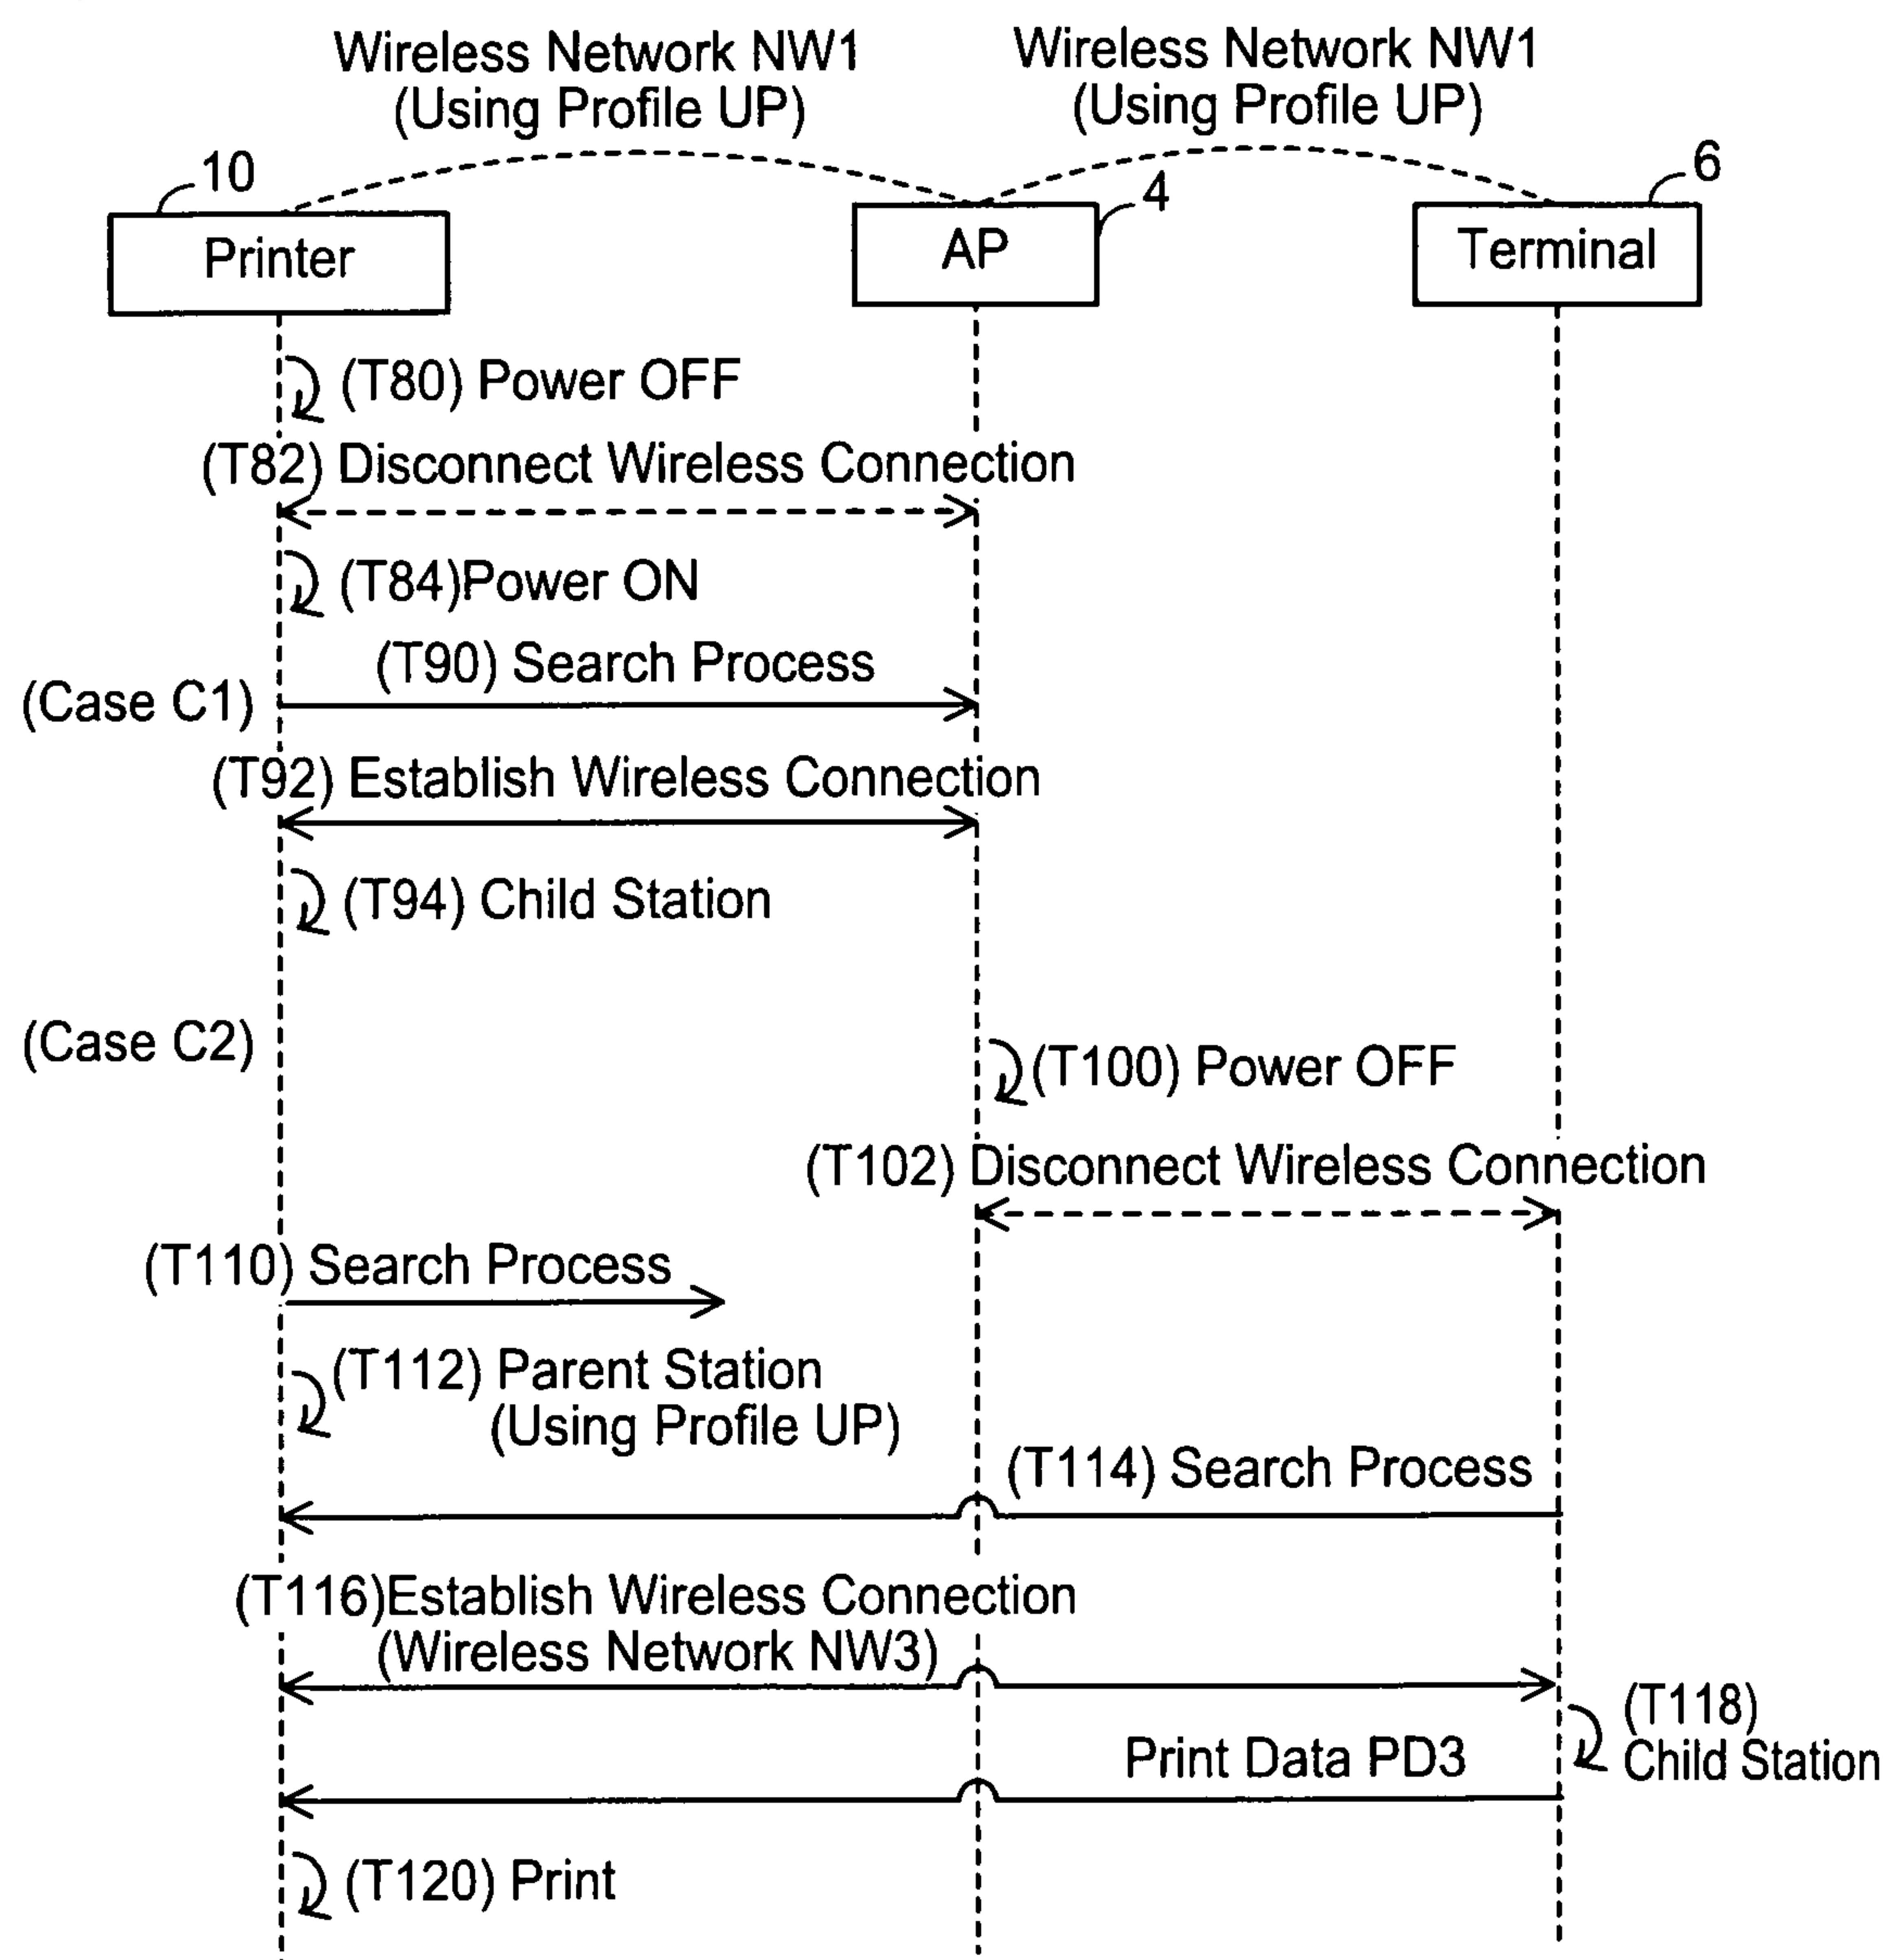 Wireless Network NW1
(Using Profile UP)
Wireless Network NW1
(Using Profile UP)
10
4
6
Printer
AP
Terminal
(T80) Power OFF
(T82) Disconnect Wireless Connection
(T84)Power ON
(T90) Search Process
(Case C1)
(T92) Establish Wireless Connection
(T94) Child Station
(Case C2)
(T100) Power OFF
(T102) Disconnect Wireless Connection
(T110) Search Process
(T112) Parent Station
(Using Profile UP)
(T114) Search Process
(T116)Establish Wireless Connection
(Wireless Network NW3)
(T118)
Child Station
Print Data PD3
(T120) Print